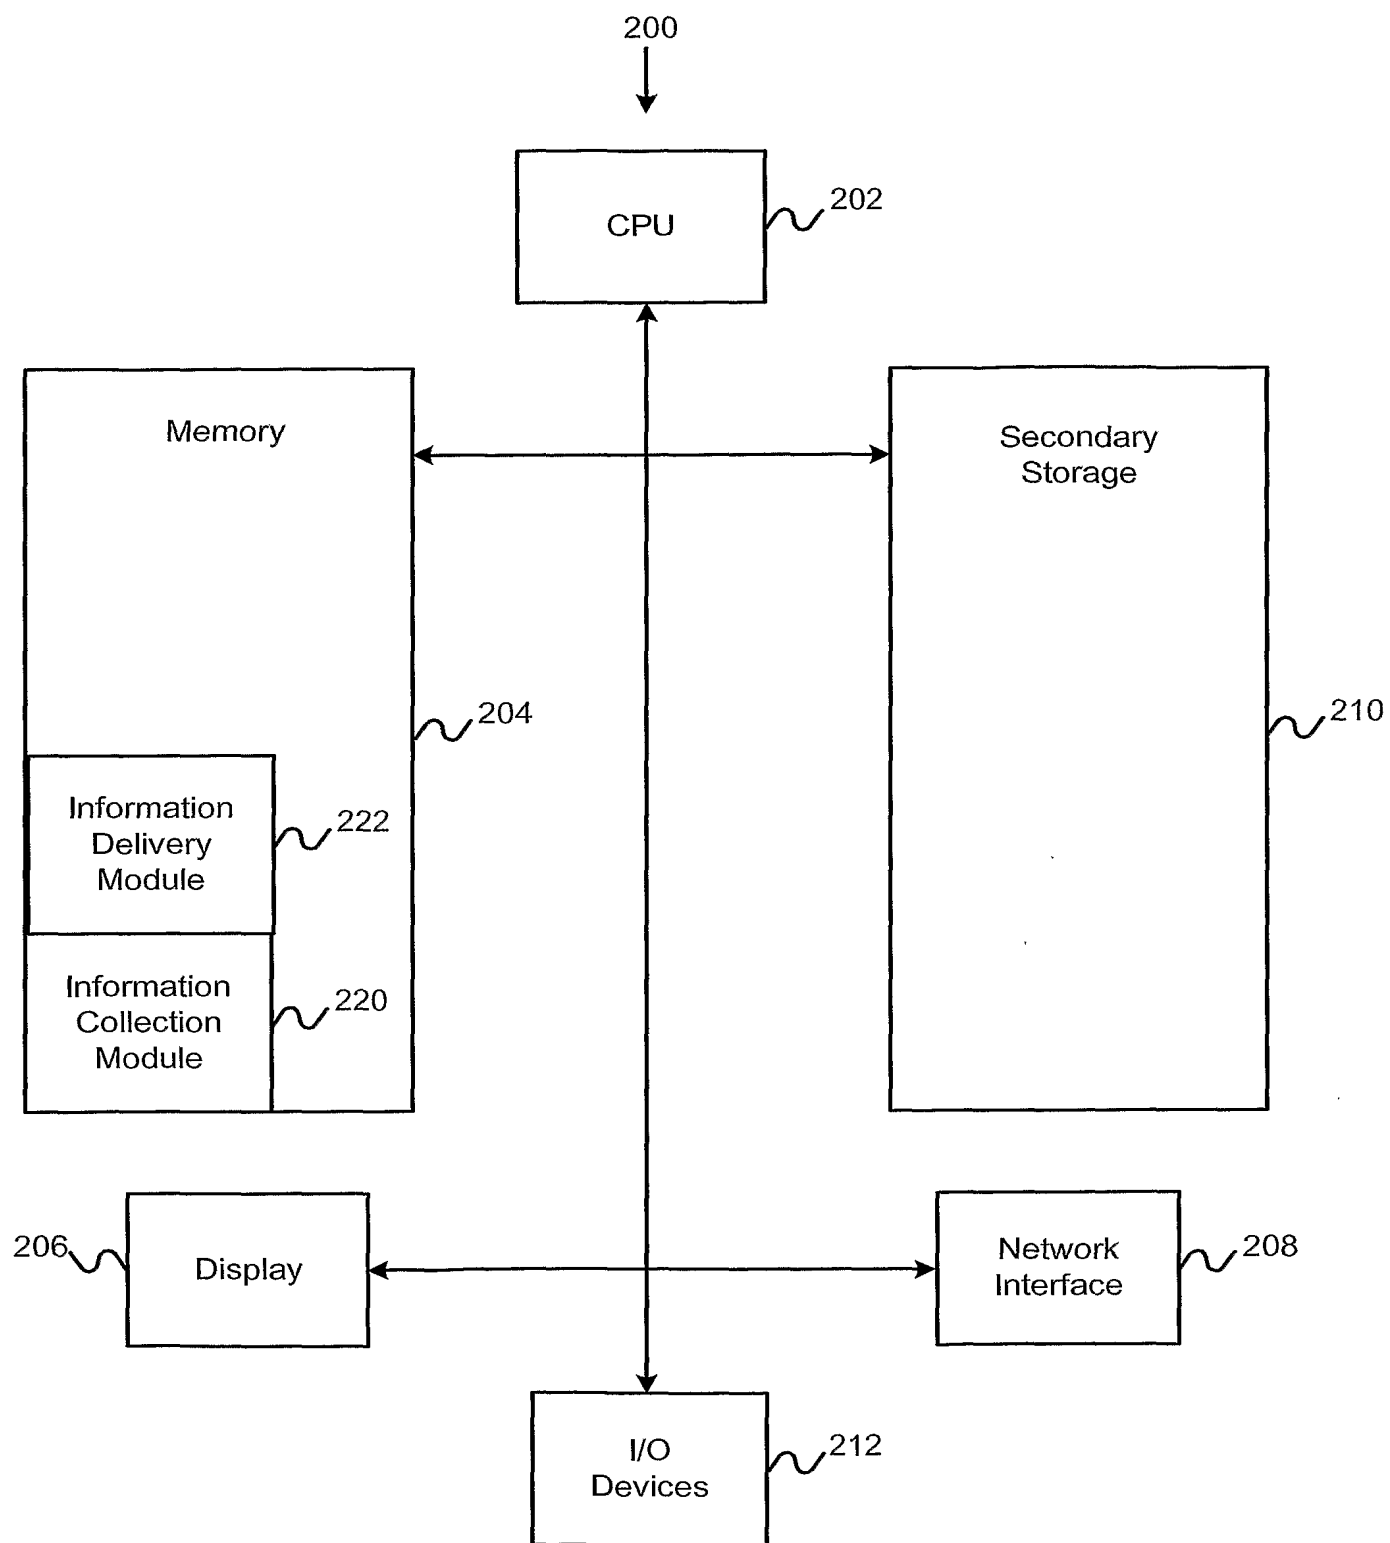 200
CPU
202
Memory
Secondary
Storage
204
210
Information
Delivery
Module
222
Information
Collection
Module
220
206
Display
Network
Interface
208
I/O
Devices
212